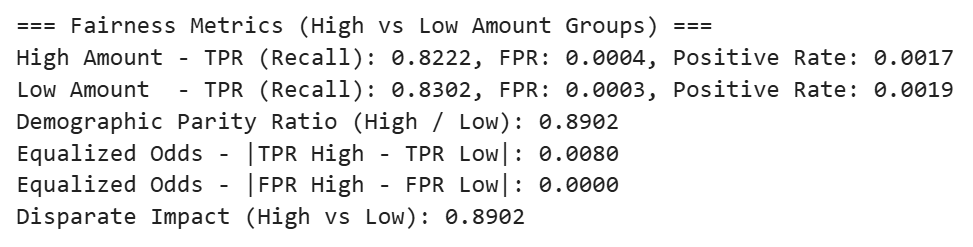 === Fairness Metrics (High vs Low Amount Groups) ===
High Amount - TPR (Recall): 0.8222, FPR: 0.0004, Positive Rate: 0.0017
Low Amount  - TPR (Recall): 0.8302, FPR: 0.0003, Positive Rate: 0.0019
Demographic Parity Ratio (High / Low): 0.8902
Equalized Odds - |TPR High - TPR Low|: 0.0080
Equalized Odds - |FPR High - FPR Low|: 0.0000
Disparate Impact (High vs Low): 0.8902